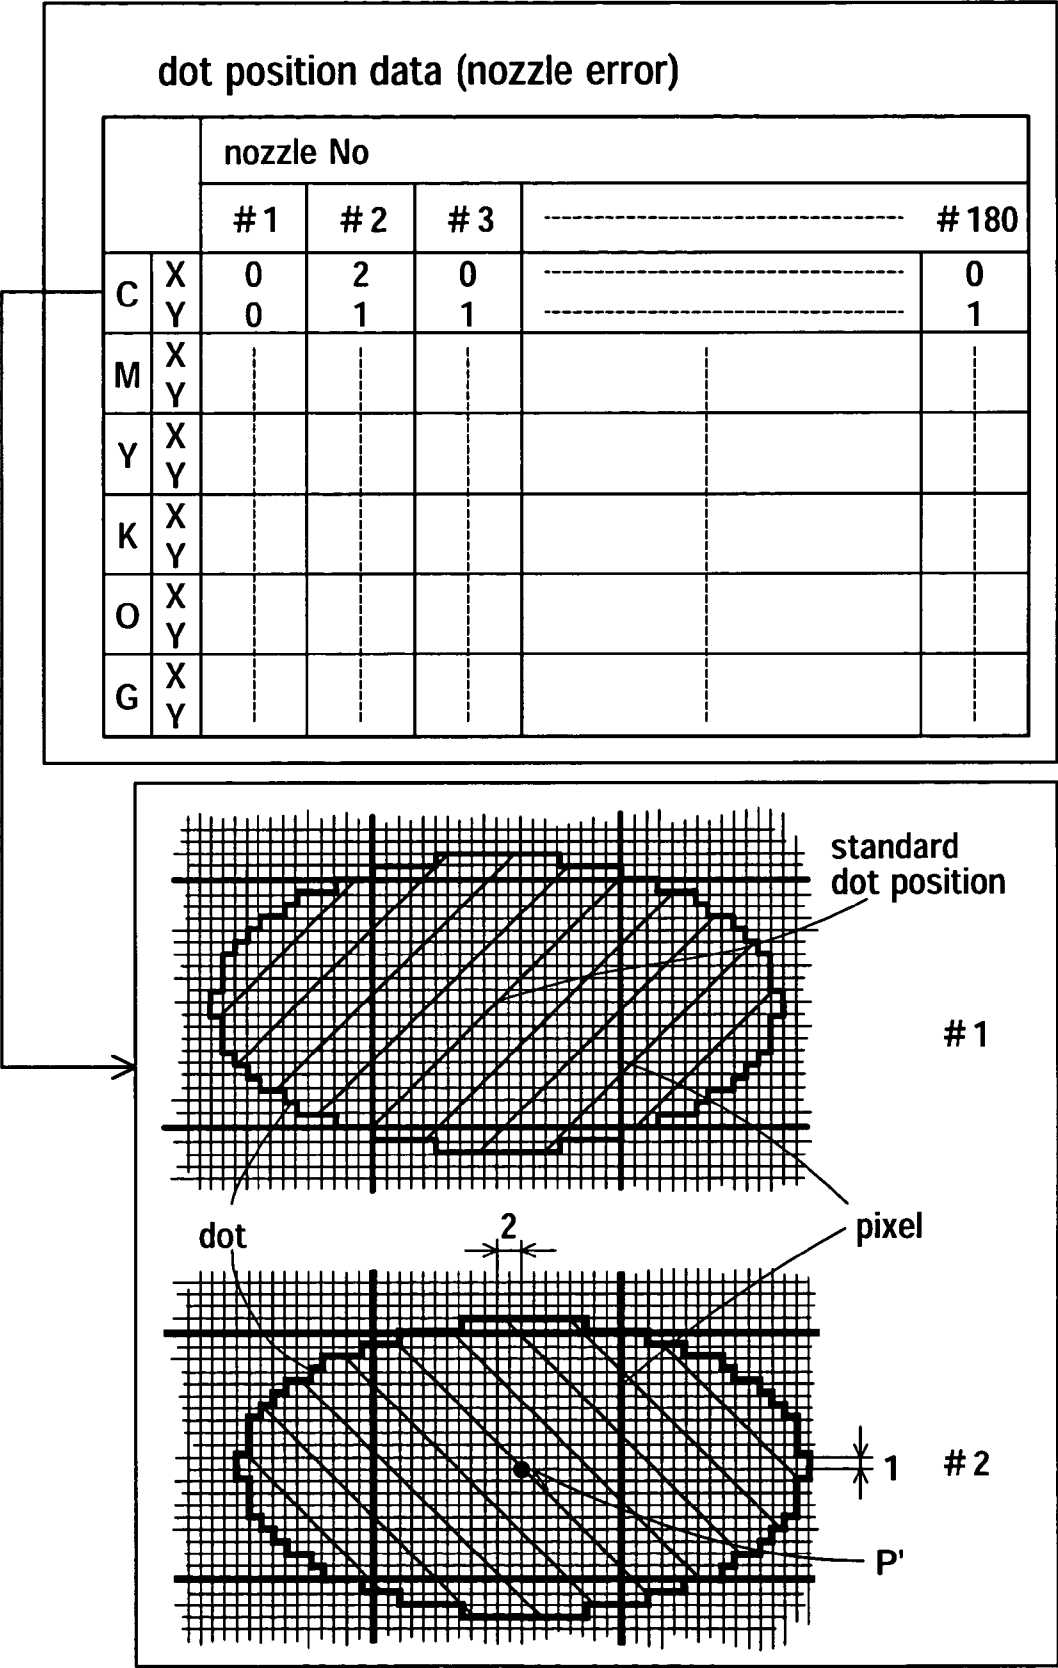 dot position data (nozzle error)
nozzle No
#1 #2 #3 #180
C X 0 2 0 0
Y 0 1 1 1
M X
Y
Y X
Y
K X
Y
O X
Y
G X
Y
standard
dot position
#1
dot
2
pixel
1 #2
P'